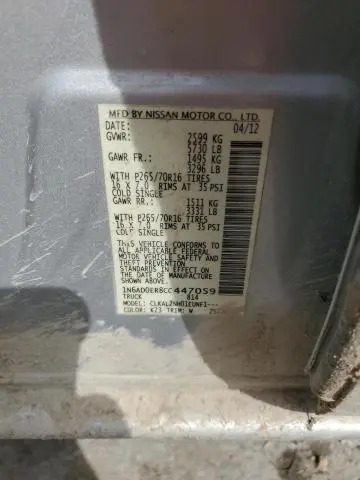 MFD BY NISSAN MOTOR CO., LTD.
DATE: 04/12
GVWR: 2599 KG
5730 LB
GAWR FR.: 1495 KG
3296 LB
WITH P265/70R16 TIRES
16 X 7.0 RIMS AT 35 PSI
COLD SINGLE
GAWR RR.: 1511 KG
3331 LB
WITH P265/70R16 TIRES
16 X 7.0 RIMS AT 35 PSI
COLD SINGLE
THIS VEHICLE CONFORMS TO
ALL APPLICABLE FEDERAL
MOTOR VEHICLE SAFETY AND
THEFT PREVENTION
STANDARDS IN EFFECT ON
THE DATE OF MANUFACTURE
SHOWN ABOVE.
1N6AD0ER8CC447059
TRUCK 814
MODEL: CLKALZNHD1EUNF1---
COLOR: K23 TRIM: W